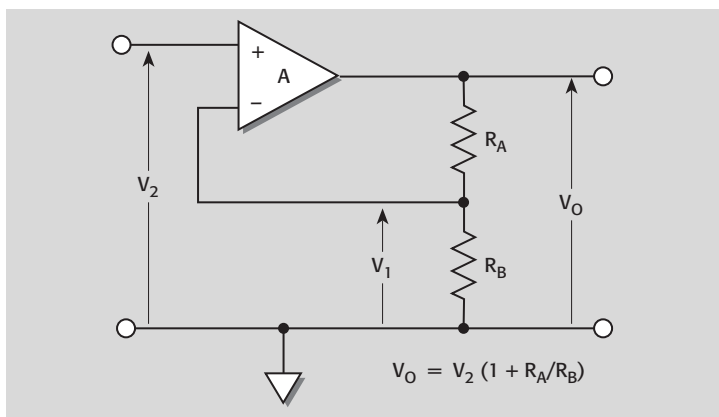 +
A
−
R_A
V_2
V_O
V_1
R_B
V_O = V_2 (1 + R_A/R_B)